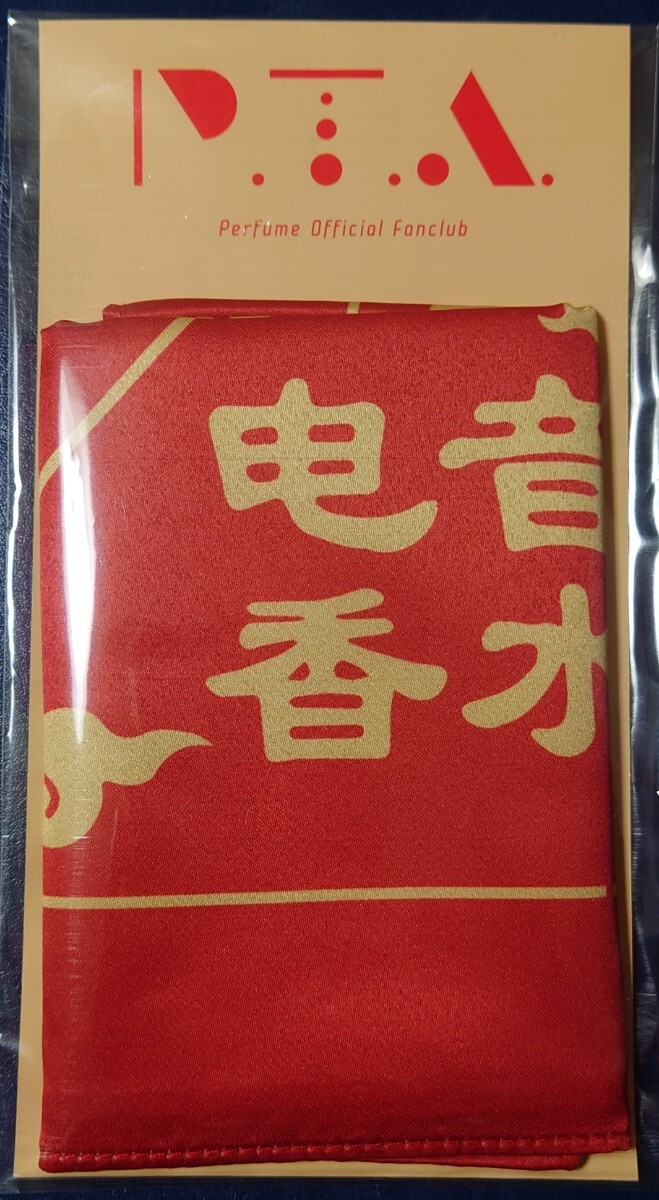 P.T.A.
Perfume Official Fanclub
电音
香水